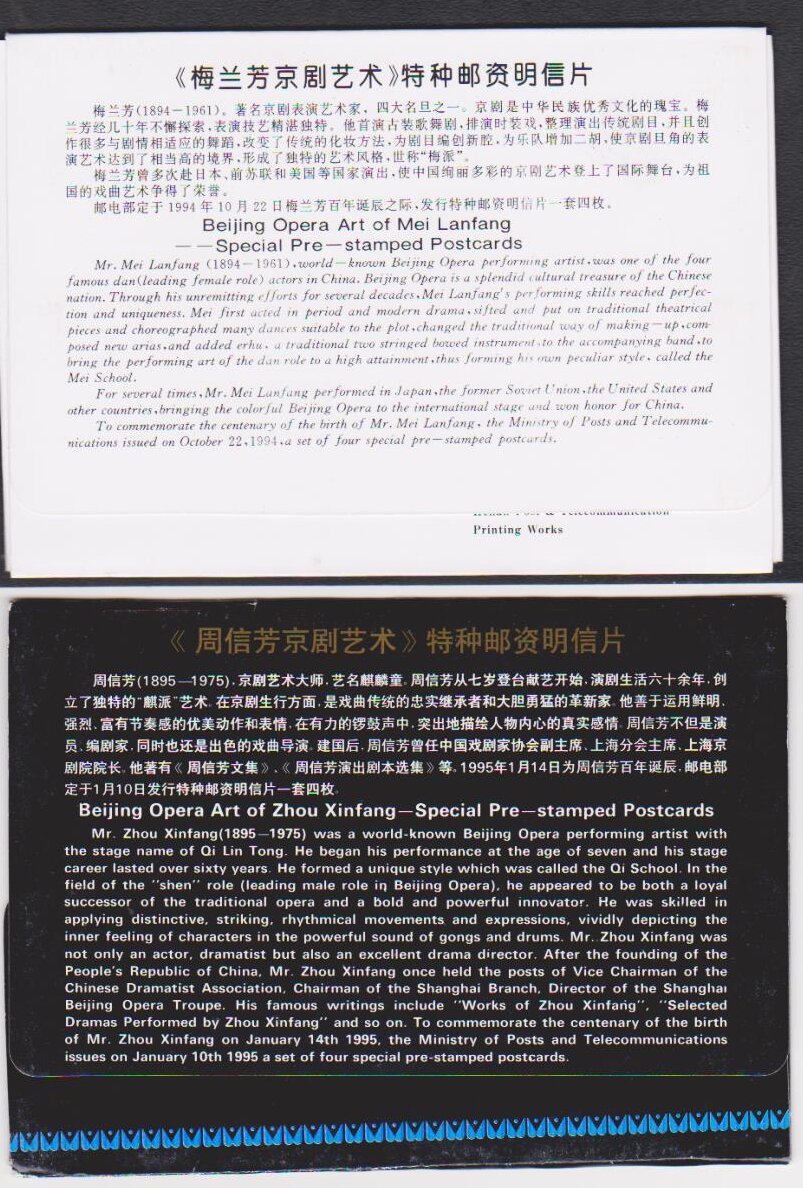 《梅兰芳京剧艺术》特种邮资明信片
梅兰芳(1894－1961)。著名京剧表演艺术家、四大名旦之一。京剧是中华民族优秀文化的瑰宝。梅
兰芳经几十年不懈探索，表演技艺精湛独特。他首演古装歌舞剧，排演时装戏，整理演出传统剧目，并且创
作很多与剧情相适应的舞蹈，改变了传统的化妆方法，为剧目编创新腔，为乐队增加二胡，使京剧旦角的表
演艺术达到了相当高的境界，形成了独特的艺术风格，世称“梅派”。
梅兰芳曾多次赴日本、前苏联和美国等国家演出，使中国绚丽多彩的京剧艺术登上了国际舞台，为祖
国的戏曲艺术争得了荣誉。
邮电部定于 1994 年 10 月 22 日梅兰芳百年诞辰之际，发行特种邮资明信片一套四枚。
Beijing Opera Art of Mei Lanfang
——Special Pre－stamped Postcards
Mr. Mei Lanfang (1894－1961),world－known Beijing Opera performing artist,was one of the four
famous dan(leading female role) actors in China. Beijing Opera is a splendid cultural treasure of the Chinese
nation. Through his unremitting efforts for several decades,Mei Lanfang's performing skills reached perfec-
tion and uniqueness. Mei first acted in period and modern drama,sifted and put on traditional theatrical
pieces and choreographed many dances suitable to the plot,changed the traditional way of making－up,com-
posed new arias,and added erhu, a traditional two stringed bowed instrument,to the accompanying band,to
bring the performing art of the dan role to a high attainment,thus forming his own peculiar style, called the
Mei School.
For several times,Mr. Mei Lanfang performed in Japan,the former Soviet Union,the United States and
other countries,bringing the colorful Beijing Opera to the international stage and won honor for China.
To commemorate the centenary of the birth of Mr. Mei Lanfang, the Ministry of Posts and Telecommu-
nications issued on October 22,1994,a set of four special pre－stamped postcards.
Printing Works
《周信芳京剧艺术》特种邮资明信片
周信芳(1895—1975)，京剧艺术大师，艺名麒麟童。周信芳从七岁登台献艺开始，演剧生活六十余年，创
立了独特的“麒派”艺术。在京剧生行方面，是戏曲传统的忠实继承者和大胆勇猛的革新家。他善于运用鲜明、
强烈、富有节奏感的优美动作和表情，在有力的锣鼓声中，突出地描绘人物内心的真实感情。周信芳不但是演
员、编剧家，同时也还是出色的戏曲导演。建国后，周信芳曾任中国戏剧家协会副主席、上海分会主席、上海京
剧院院长。他著有《周信芳文集》、《周信芳演出剧本选集》等。1995年1月14日为周信芳百年诞辰，邮电部
定于1月10日发行特种邮资明信片一套四枚。
Beijing Opera Art of Zhou Xinfang—Special Pre—stamped Postcards
Mr. Zhou Xinfang(1895—1975) was a world-known Beijing Opera performing artist with
the stage name of Qi Lin Tong. He began his performance at the age of seven and his stage
career lasted over sixty years. He formed a unique style which was called the Qi School. In the
field of the "shen" role (leading male role in Beijing Opera), he appeared to be both a loyal
successor of the traditional opera and a bold and powerful innovator. He was skilled in
applying distinctive, striking, rhythmical movements and expressions, vividly depicting the
inner feeling of characters in the powerful sound of gongs and drums. Mr. Zhou Xinfang was
not only an actor, dramatist but also an excellent drama director. After the founding of the
People's Republic of China, Mr. Zhou Xinfang once held the posts of Vice Chairman of the
Chinese Dramatist Association, Chairman of the Shanghai Branch, Director of the Shanghai
Beijing Opera Troupe. His famous writings include "Works of Zhou Xinfang", "Selected
Dramas Performed by Zhou Xinfang" and so on. To commemorate the centenary of the birth
of Mr. Zhou Xinfang on January 14th 1995, the Ministry of Posts and Telecommunications
issues on January 10th 1995 a set of four special pre-stamped postcards.